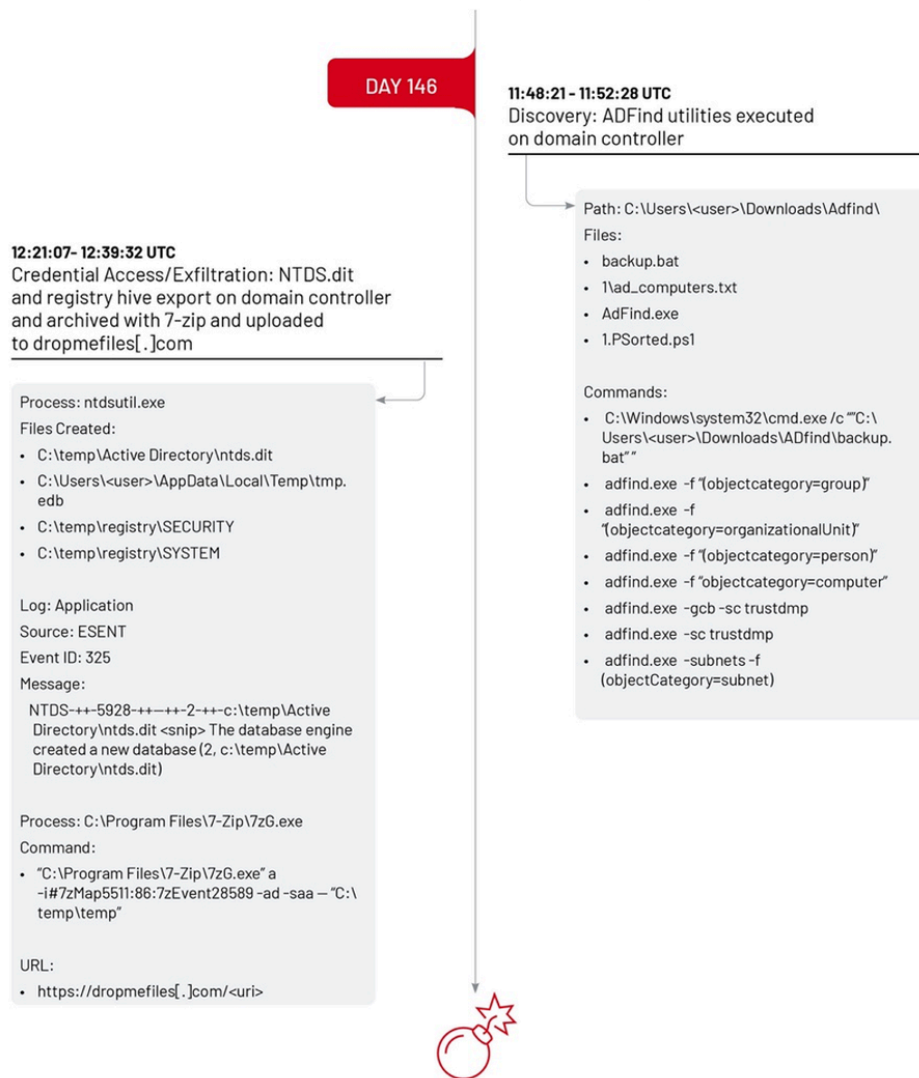 DAY 146
11:48:21 - 11:52:28 UTC
Discovery: ADFind utilities executed
on domain controller
Path: C:\Users\<user>\Downloads\Adfind\
Files:
• backup.bat
• 1\ad_computers.txt
• AdFind.exe
• 1.PSorted.ps1
Commands:
• C:\Windows\system32\cmd.exe /c ““C:\
Users\<user>\Downloads\ADfind\backup.
bat” “
• adfind.exe -f “(objectcategory=group)”
• adfind.exe -f
“(objectcategory=organizationalUnit)”
• adfind.exe -f “(objectcategory=person)”
• adfind.exe -f “objectcategory=computer”
• adfind.exe -gcb -sc trustdmp
• adfind.exe -sc trustdmp
• adfind.exe -subnets -f
(objectCategory=subnet)
12:21:07- 12:39:32 UTC
Credential Access/Exfiltration: NTDS.dit
and registry hive export on domain controller
and archived with 7-zip and uploaded
to dropmefiles[.]com
Process: ntdsutil.exe
Files Created:
• C:\temp\Active Directory\ntds.dit
• C:\Users\<user>\AppData\Local\Temp\tmp.
edb
• C:\temp\registry\SECURITY
• C:\temp\registry\SYSTEM
Log: Application
Source: ESENT
Event ID: 325
Message:
NTDS-++-5928-++—++-2-++-c:\temp\Active
Directory\ntds.dit <snip> The database engine
created a new database (2, c:\temp\Active
Directory\ntds.dit)
Process: C:\Program Files\7-Zip\7zG.exe
Command:
• “C:\Program Files\7-Zip\7zG.exe” a
-i#7zMap5511:86:7zEvent28589 -ad -saa — “C:\
temp\temp”
URL:
• https://dropmefiles[.]com/<uri>